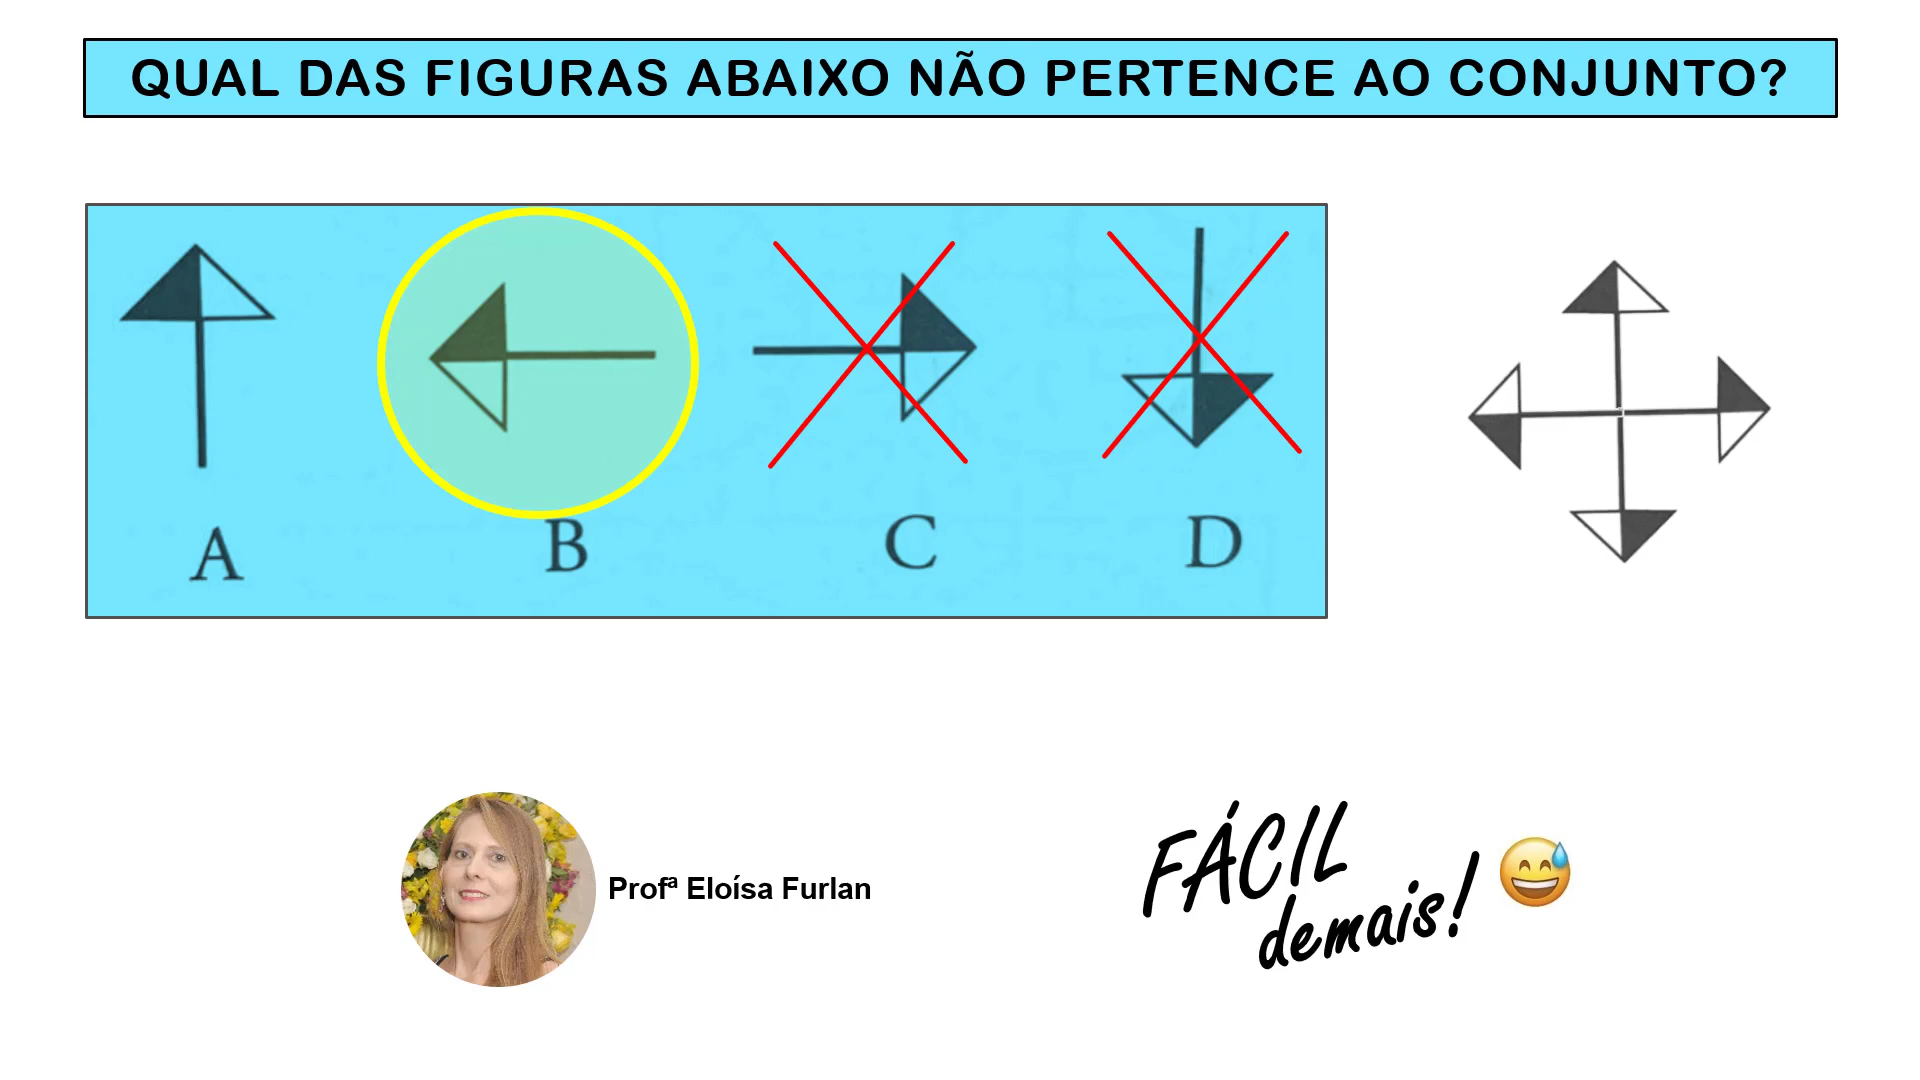 QUAL DAS FIGURAS ABAIXO NÃO PERTENCE AO CONJUNTO?
A B C D
Profª Eloísa Furlan
FÁCIL
demais!